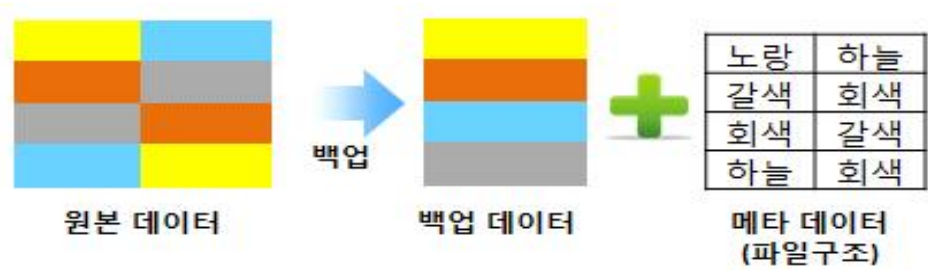 노랑 하늘
갈색 회색
회색 갈색
하늘 회색
백업
원본 데이터
백업 데이터
메타 데이터
(파일구조)